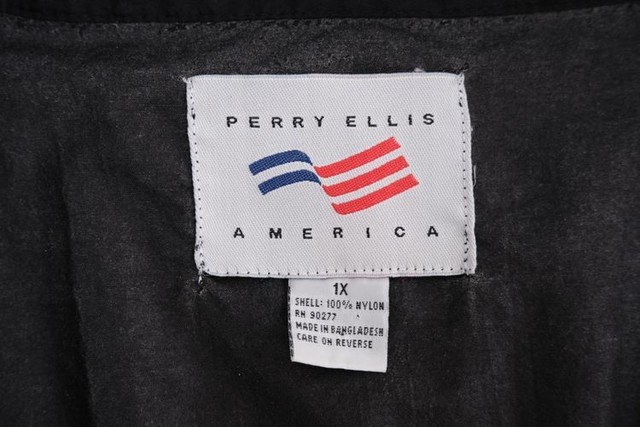 PERRY ELLIS
AMERICA
1X
SHELL: 100% NYLON
RN 90277
MADE IN BANGLADESH
CARE ON REVERSE